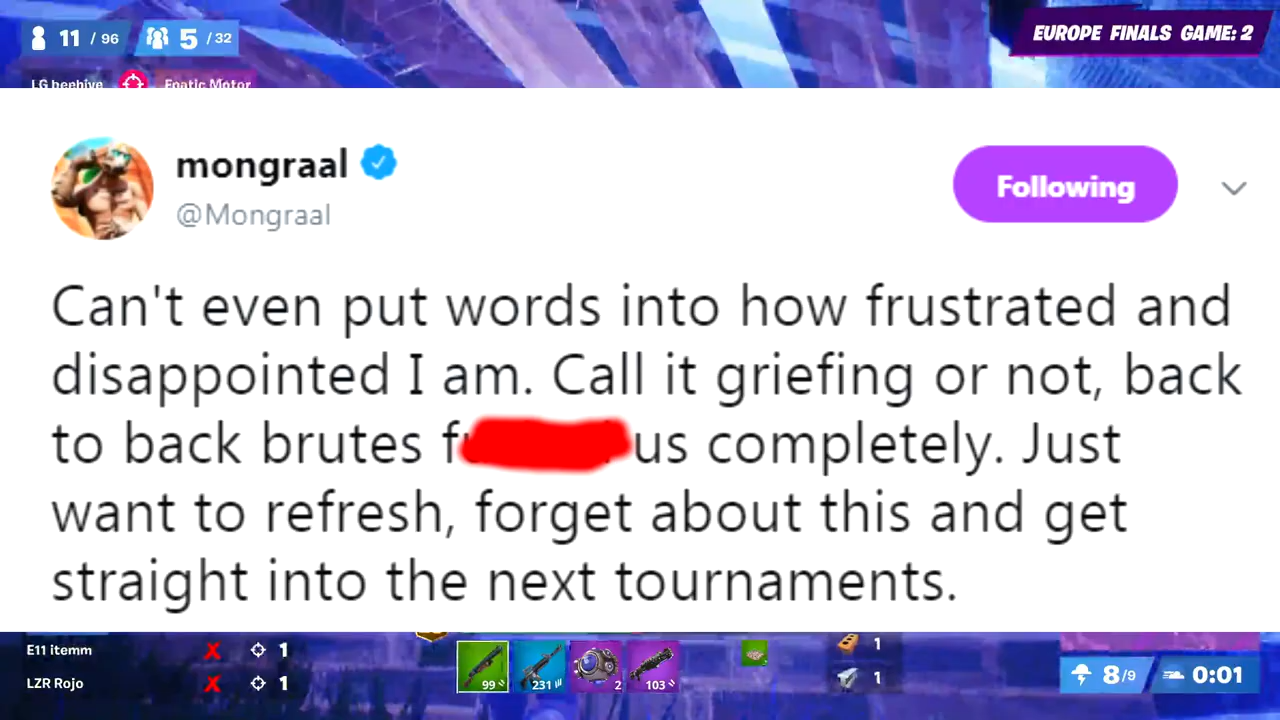 11 / 96 5 / 32
EUROPE FINALS GAME: 2
LG beehive Fnatic Motor
mongraal
@Mongraal
Following
Can't even put words into how frustrated and
disappointed I am. Call it griefing or not, back
to back brutes f us completely. Just
want to refresh, forget about this and get
straight into the next tournaments.
E11 itemm X 1
LZR Rojo X 1
99 231 2 103
1
1
8/9 0:01